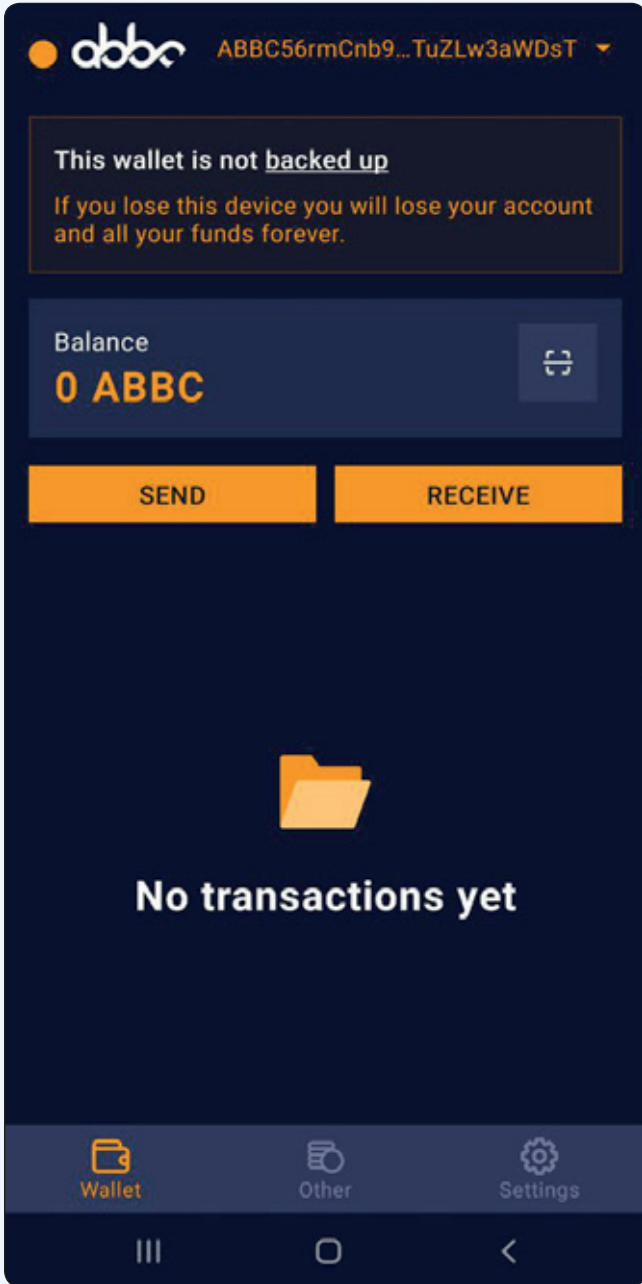 abbc ABBC56rmCnb9...TuZLw3aWDsT
This wallet is not backed up
If you lose this device you will lose your account
and all your funds forever.
Balance
0 ABBC
SEND RECEIVE
No transactions yet
Wallet Other Settings